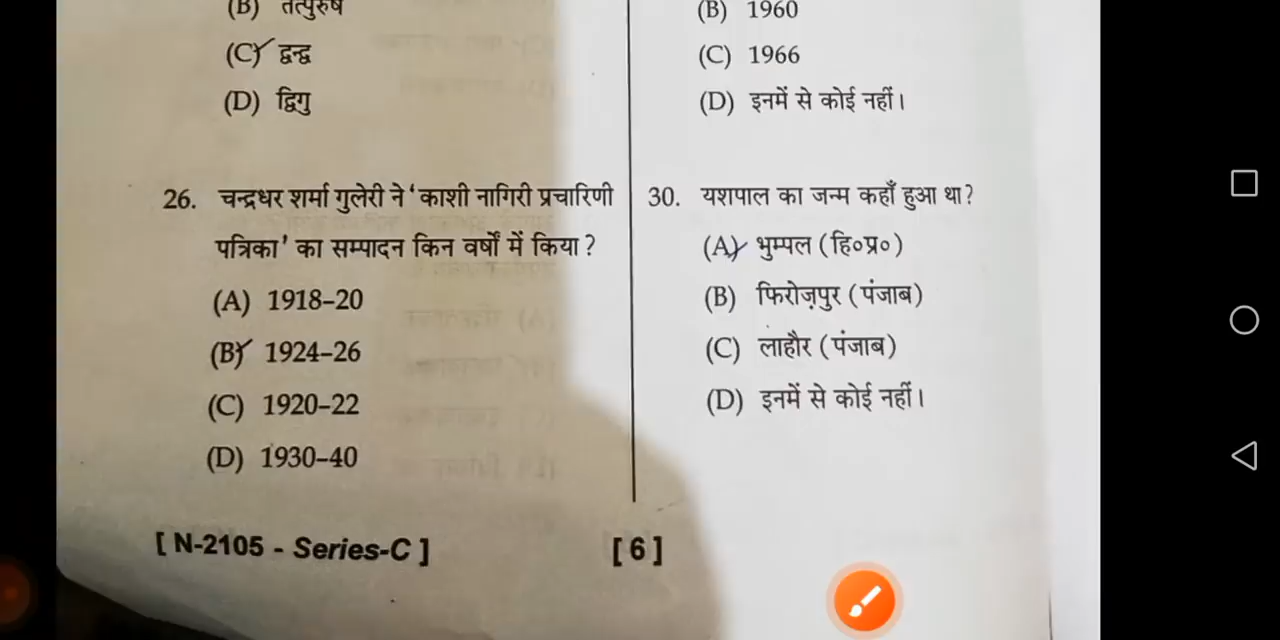 (B) तत्पुरुष
(C) द्वन्द्व
(D) द्विगु
26. चन्द्रधर शर्मा गुलेरी ने ‘काशी नागिरी प्रचारिणी
पत्रिका’ का सम्पादन किन वर्षों में किया?
(A) 1918–20
(B) 1924–26
(C) 1920–22
(D) 1930–40
(B) 1960
(C) 1966
(D) इनमें से कोई नहीं।
30. यशपाल का जन्म कहाँ हुआ था?
(A) भुम्पल (हि०प्र०)
(B) फिरोज़पुर (पंजाब)
(C) लाहौर (पंजाब)
(D) इनमें से कोई नहीं।
[ N-2105 - Series-C ]
[ 6 ]